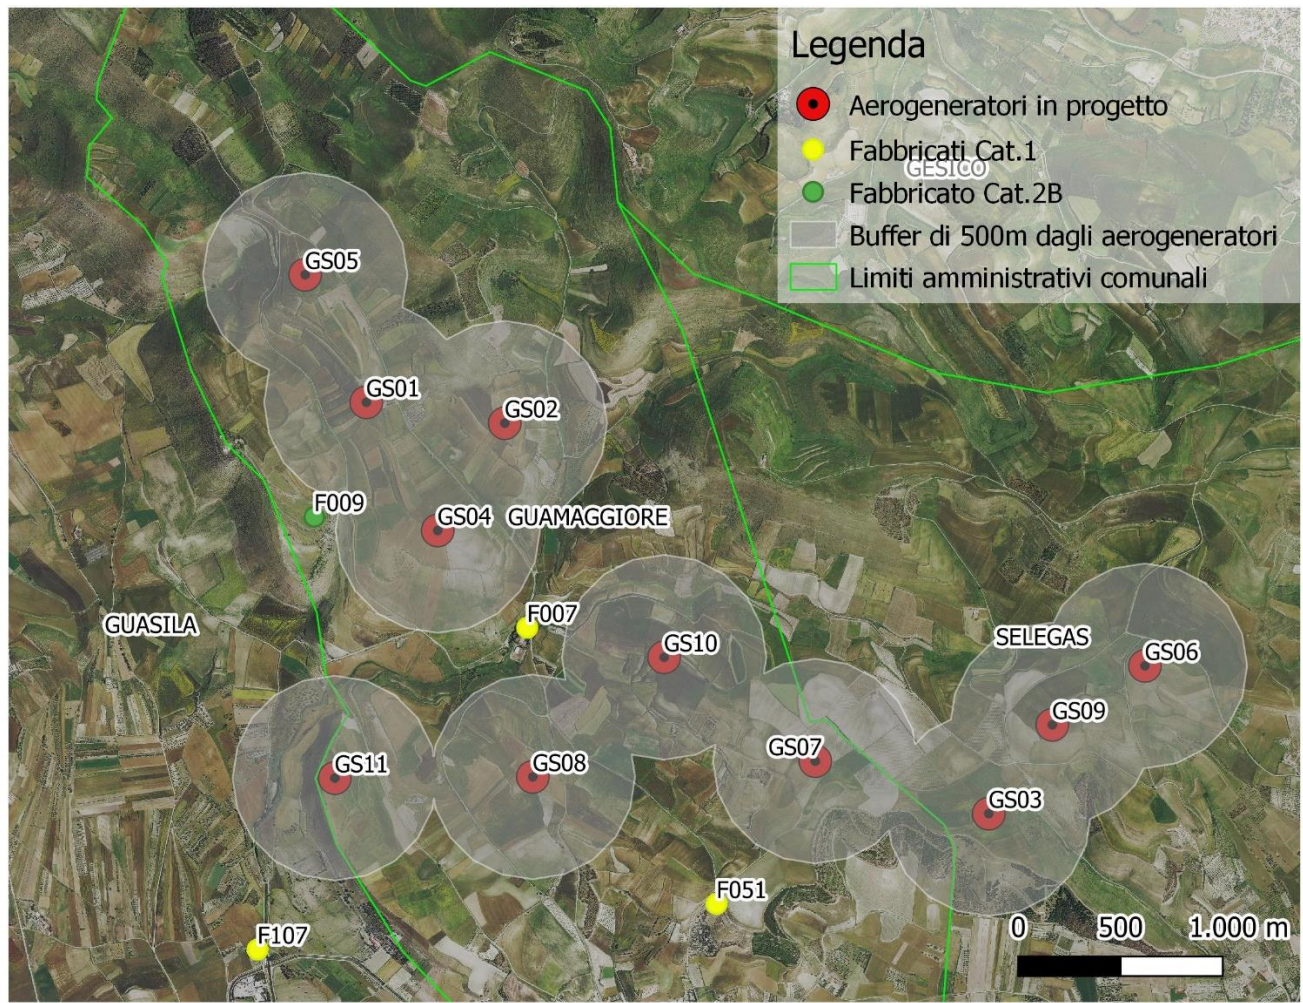 Legenda
Aerogeneratori in progetto
Fabbricati Cat.1
GESICO
Fabbricato Cat.2B
Buffer di 500m dagli aerogeneratori
Limiti amministrativi comunali
GS05
GS01
GS02
F009
GS04
GUAMAGGIORE
F007
GUASILA
GS10
SELEGAS
GS06
GS09
GS11
GS08
GS07
GS03
F051
F107
0 500 1.000 m